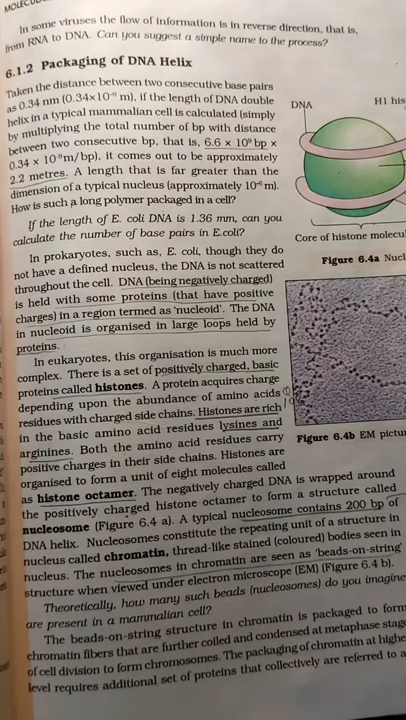 MOLECU
In some viruses the flow of information is in reverse direction, that is,
from RNA to DNA. Can you suggest a simple name to the process?
6.1.2 Packaging of DNA Helix
Taken the distance between two consecutive base pairs
as 0.34 nm (0.34×10⁻⁹ m), if the length of DNA double
helix in a typical mammalian cell is calculated (simply
by multiplying the total number of bp with distance
between two consecutive bp, that is, 6.6 × 10⁹ bp ×
0.34 × 10⁻⁹m/bp), it comes out to be approximately
2.2 metres. A length that is far greater than the
dimension of a typical nucleus (approximately 10⁻⁶ m).
How is such a long polymer packaged in a cell?
If the length of E. coli DNA is 1.36 mm, can you
calculate the number of base pairs in E.coli?
In prokaryotes, such as, E. coli, though they do
not have a defined nucleus, the DNA is not scattered
throughout the cell. DNA (being negatively charged)
is held with some proteins (that have positive
charges) in a region termed as 'nucleoid'. The DNA
in nucleoid is organised in large loops held by
proteins.
In eukaryotes, this organisation is much more
complex. There is a set of positively charged, basic
proteins called histones. A protein acquires charge
depending upon the abundance of amino acids
residues with charged side chains. Histones are rich
in the basic amino acid residues lysines and
arginines. Both the amino acid residues carry
positive charges in their side chains. Histones are
organised to form a unit of eight molecules called
as histone octamer. The negatively charged DNA is wrapped around
the positively charged histone octamer to form a structure called
nucleosome (Figure 6.4 a). A typical nucleosome contains 200 bp of
DNA helix. Nucleosomes constitute the repeating unit of a structure in
nucleus called chromatin, thread-like stained (coloured) bodies seen in
nucleus. The nucleosomes in chromatin are seen as 'beads-on-string'
structure when viewed under electron microscope (EM) (Figure 6.4 b).
Theoretically, how many such beads (nucleosomes) do you imagine
are present in a mammalian cell?
The beads-on-string structure in chromatin is packaged to form
chromatin fibers that are further coiled and condensed at metaphase stage
of cell division to form chromosomes. The packaging of chromatin at highe
level requires additional set of proteins that collectively are referred to a
DNA
H1 his
Core of histone molecul
Figure 6.4a Nucl
Figure 6.4b EM pictur